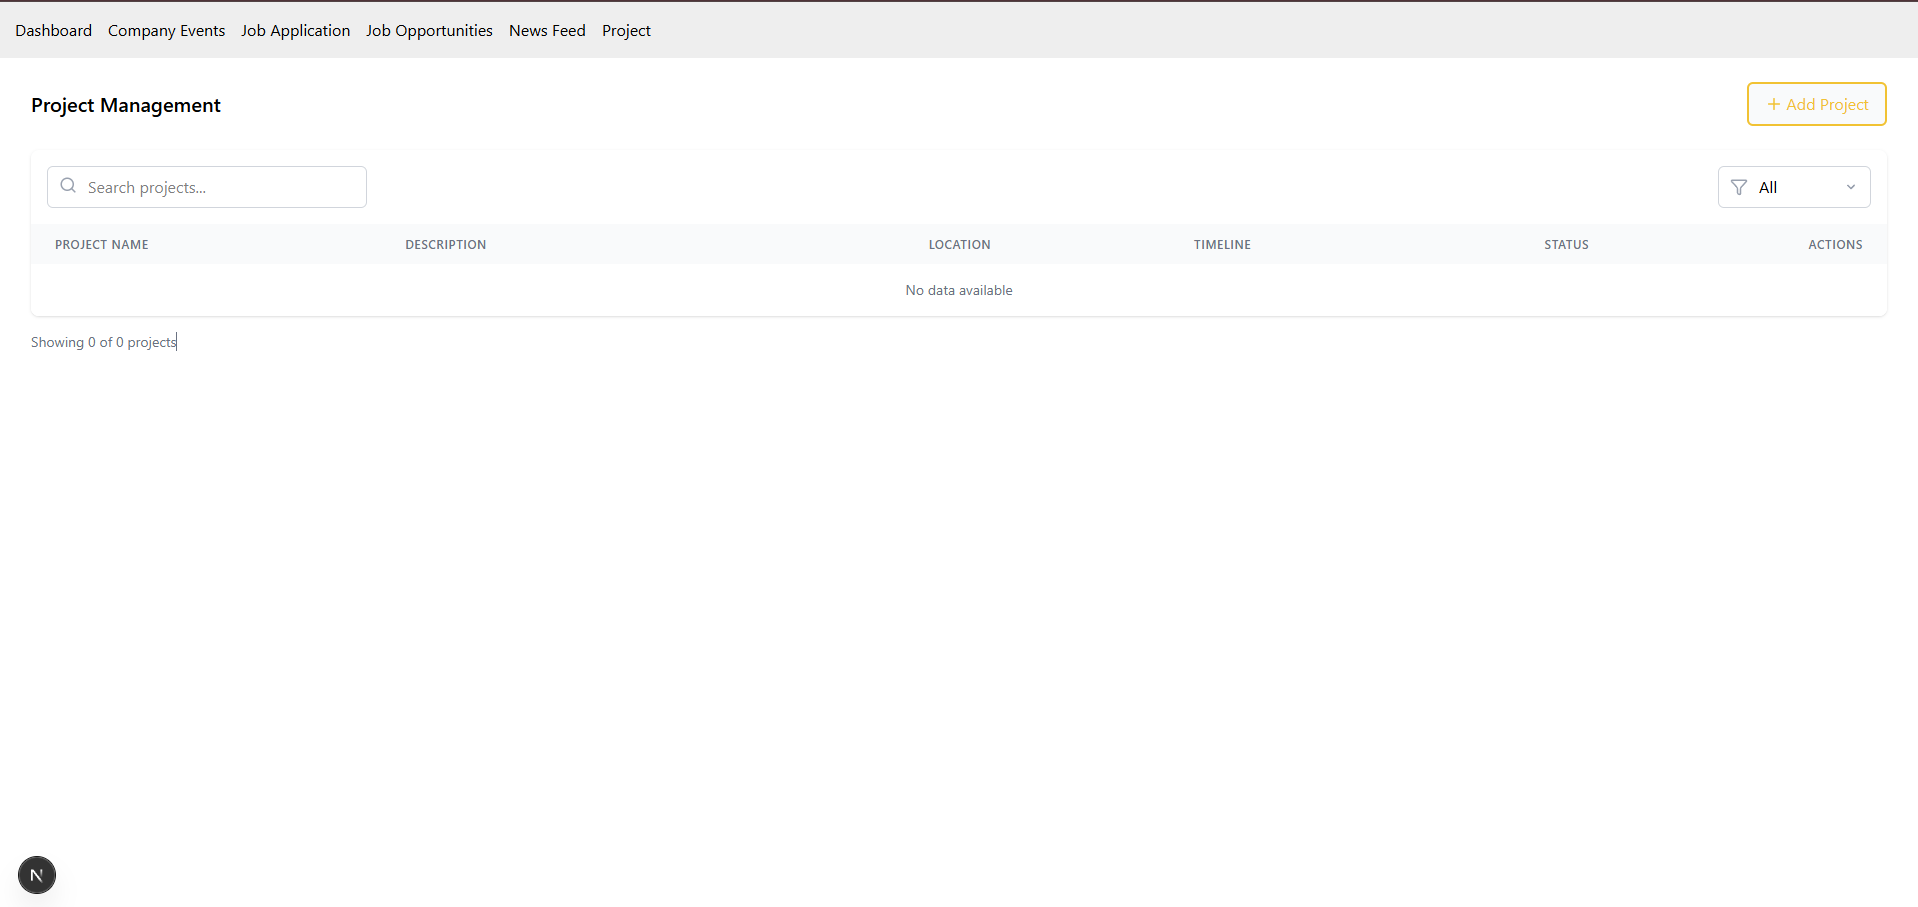 Dashboard Company Events Job Application Job Opportunities News Feed Project
Project Management
+ Add Project
Search projects...
All
PROJECT NAME DESCRIPTION LOCATION TIMELINE STATUS ACTIONS
No data available
Showing 0 of 0 projects
N